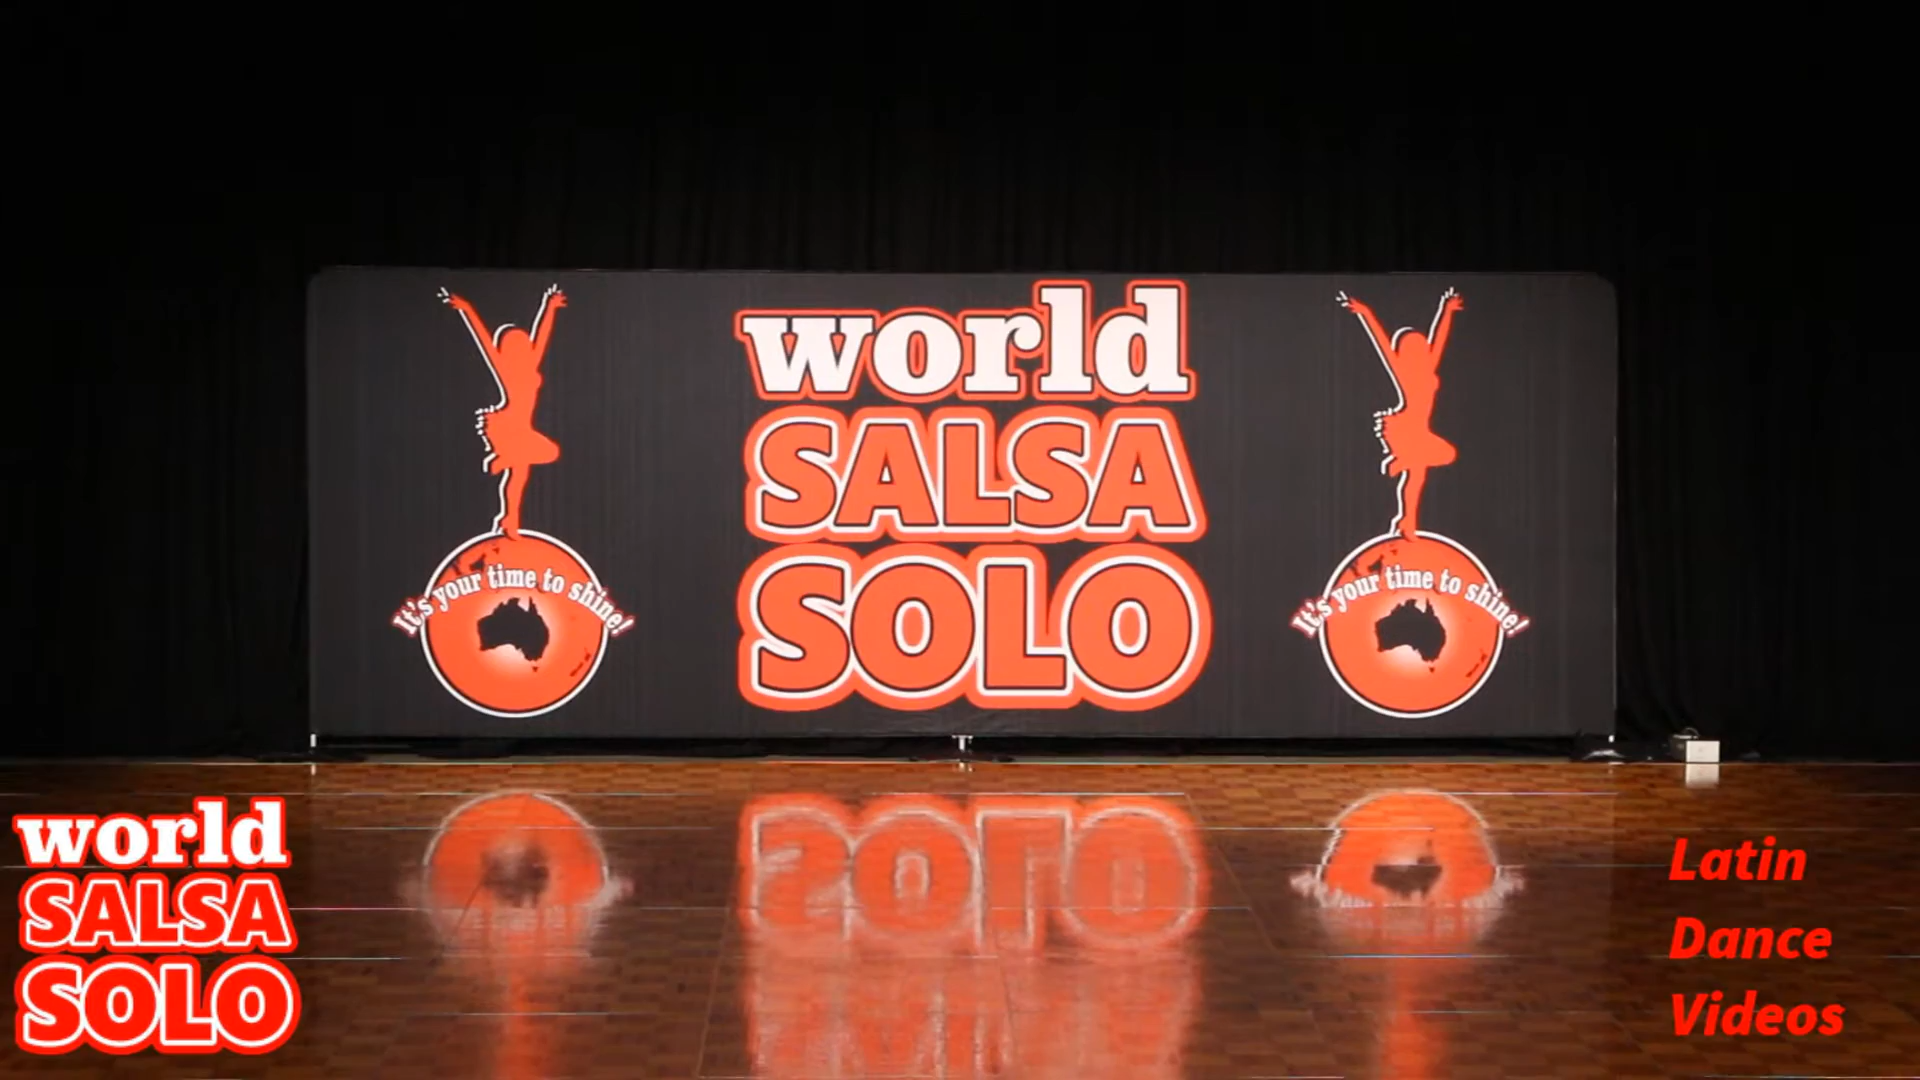 world
SALSA
SOLO
It's your time to shine!
It's your time to shine!
world
SALSA
SOLO
Latin
Dance
Videos